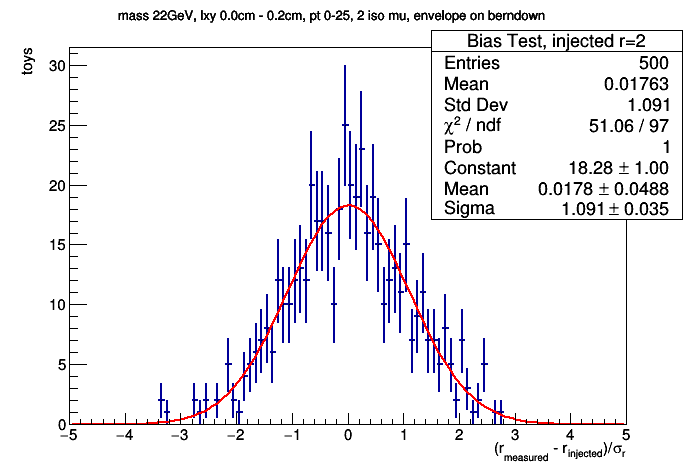 mass 22GeV, lxy 0.0cm - 0.2cm, pt 0-25, 2 iso mu, envelope on berndown
toys
Bias Test, injected r=2
Entries 500
Mean 0.01763
Std Dev 1.091
χ² / ndf 51.06 / 97
Prob 1
Constant 18.28 ± 1.00
Mean 0.0178 ± 0.0488
Sigma 1.091 ± 0.035
30
25
20
15
10
5
0
−5 −4 −3 −2 −1 0 1 2 3 4 5
(r_measured - r_injected)/σ_r